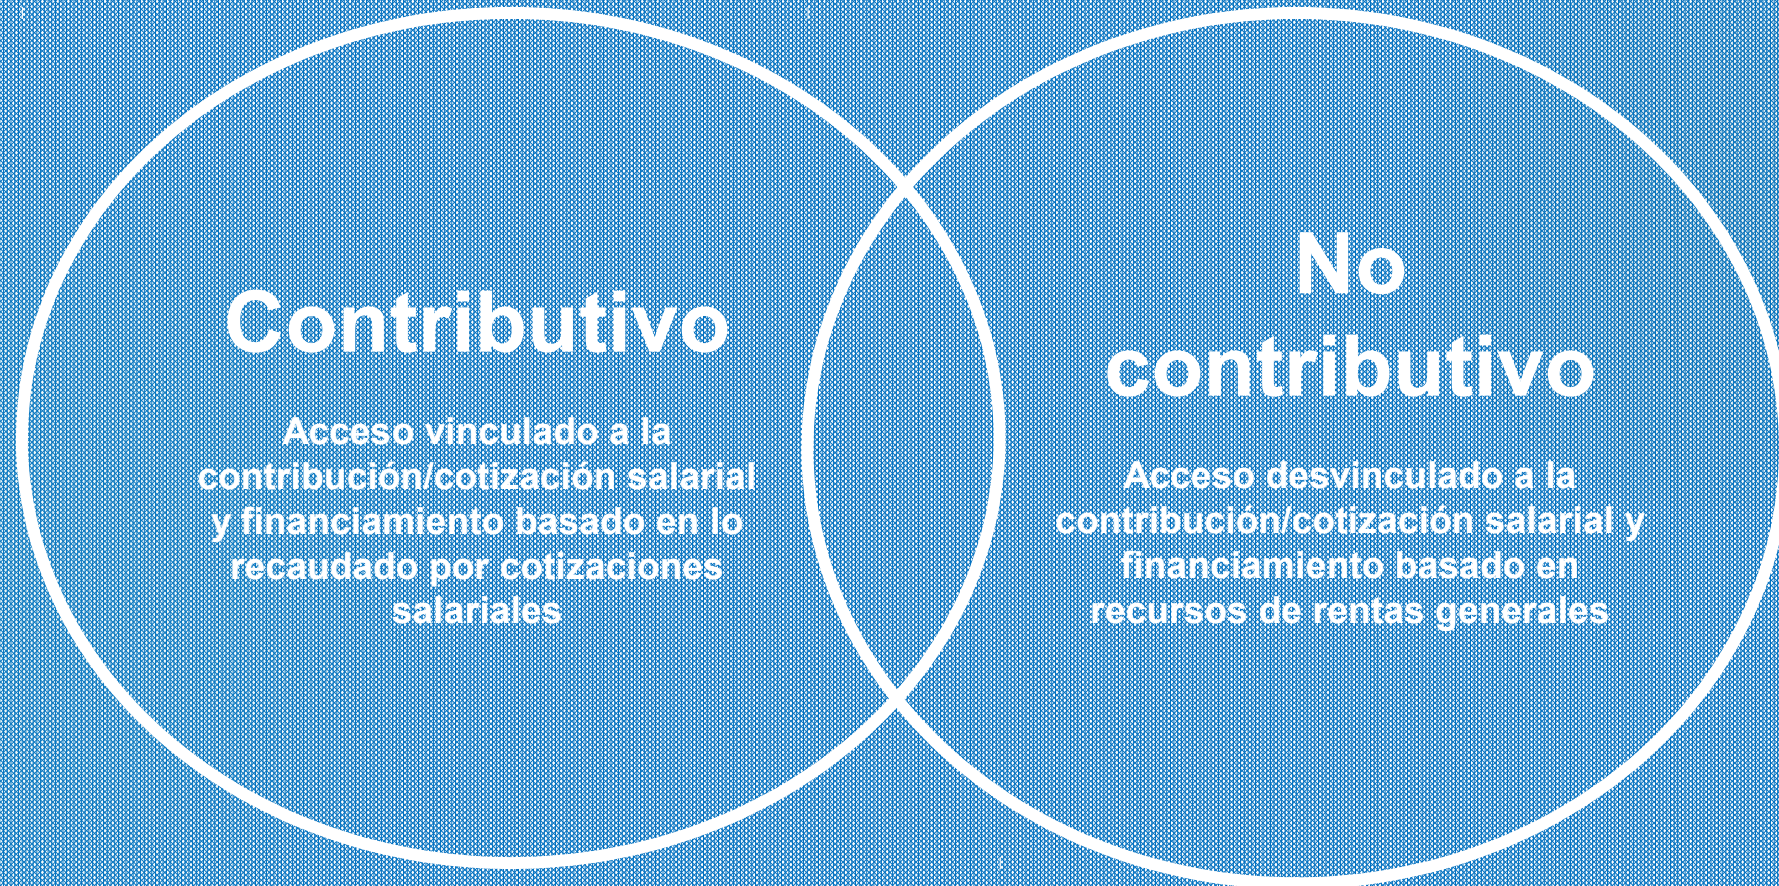 Contributivo
Acceso vinculado a la
contribución/cotización salarial
y financiamiento basado en lo
recaudado por cotizaciones
salariales
No
contributivo
Acceso desvinculado a la
contribución/cotización salarial y
financiamiento basado en
recursos de rentas generales